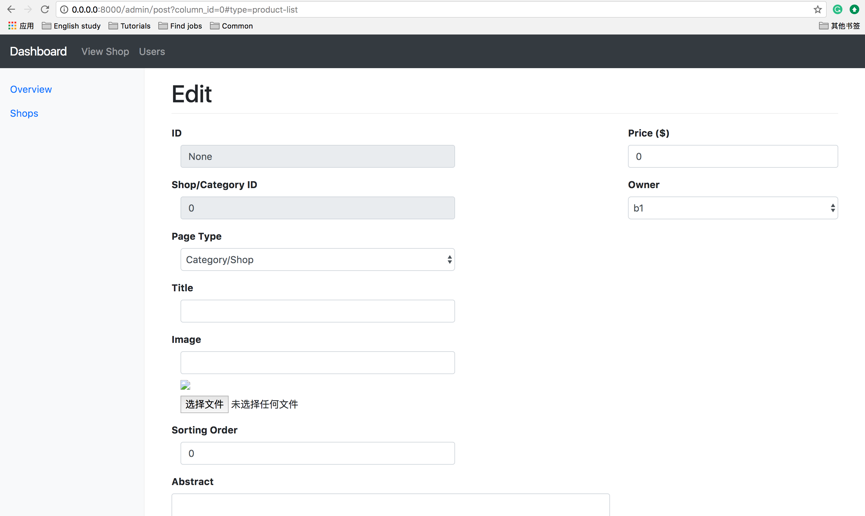 0.0.0.0:8000/admin/post?column_id=0#type=product-list
应用 English study Tutorials Find jobs Common 其他书签
Dashboard View Shop Users
Overview
Shops
Edit
ID
None
Shop/Category ID
0
Page Type
Category/Shop
Title
Image
选择文件 未选择任何文件
Sorting Order
0
Abstract
Price ($)
0
Owner
b1